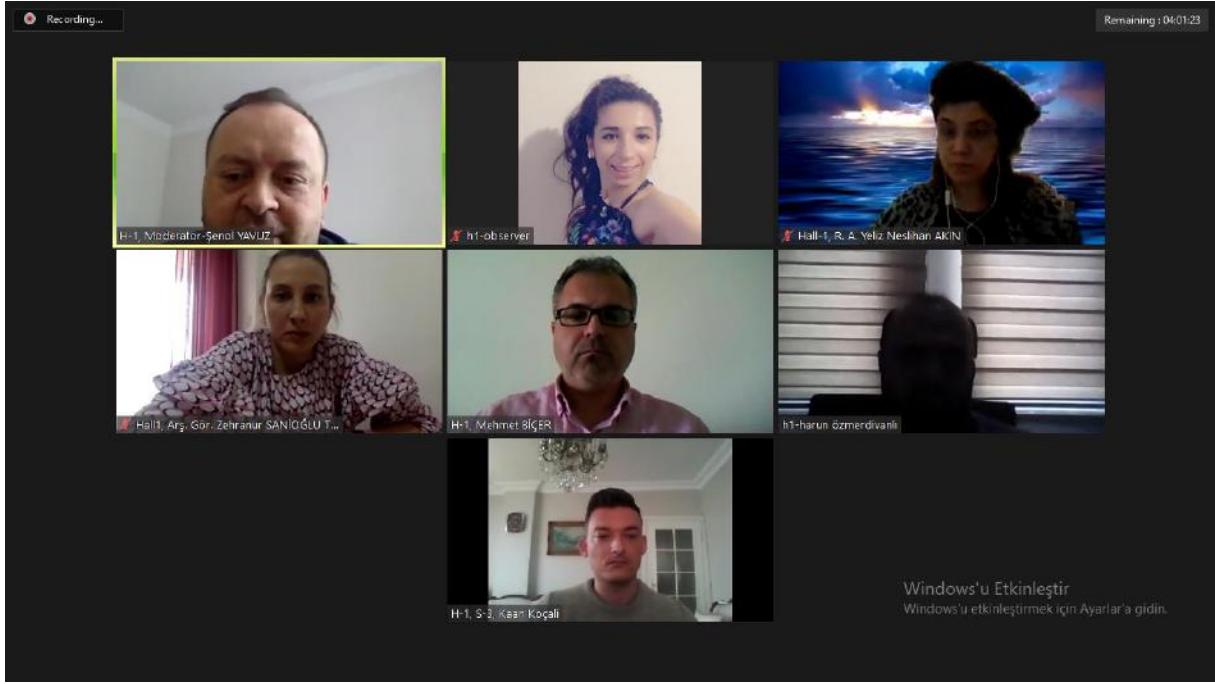 Recording...
Remaining : 04:01:23
H-1, Moderator-Şenol YAVUZ
h1-observer
Hall-1, R. A. Yeliz Neslihan AKIN
Hall1, Arş. Gör. Zehranur SANİOĞLU T...
H-1, Mehmet BİÇER
h1-harun özmerdivanlı
H-1, S-3, Kaan Koçali
Windows'u Etkinleştir
Windows'u etkinleştirmek için Ayarlar'a gidin.